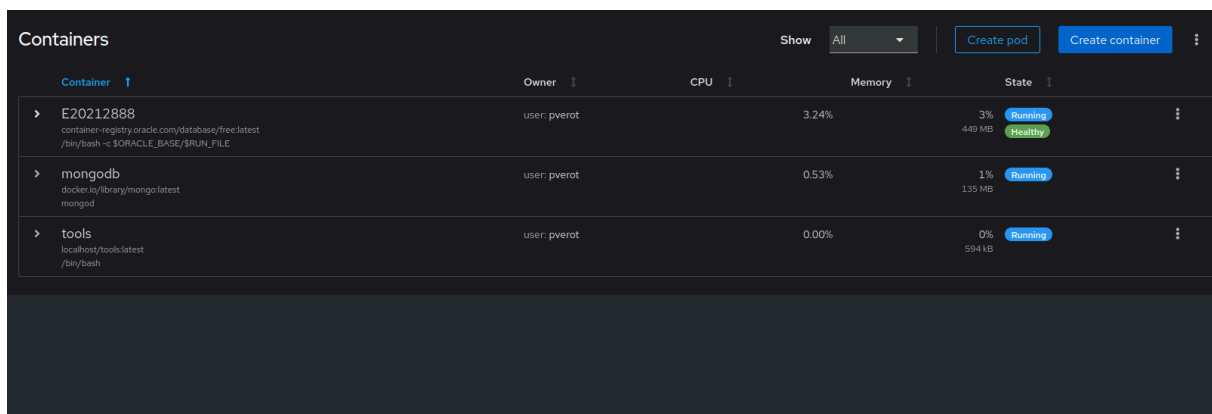 Containers
Show All Create pod Create container
Container Owner CPU Memory State
E20212888 user: pverot 3.24% 3% Running
container-registry.oracle.com/database/free:latest 449 MB Healthy
/bin/bash -c $ORACLE_BASE/$RUN_FILE
mongodb user: pverot 0.53% 1% Running
docker.io/library/mongo:latest 135 MB
mongod
tools user: pverot 0.00% 0% Running
localhost/tools:latest 594 kB
/bin/bash